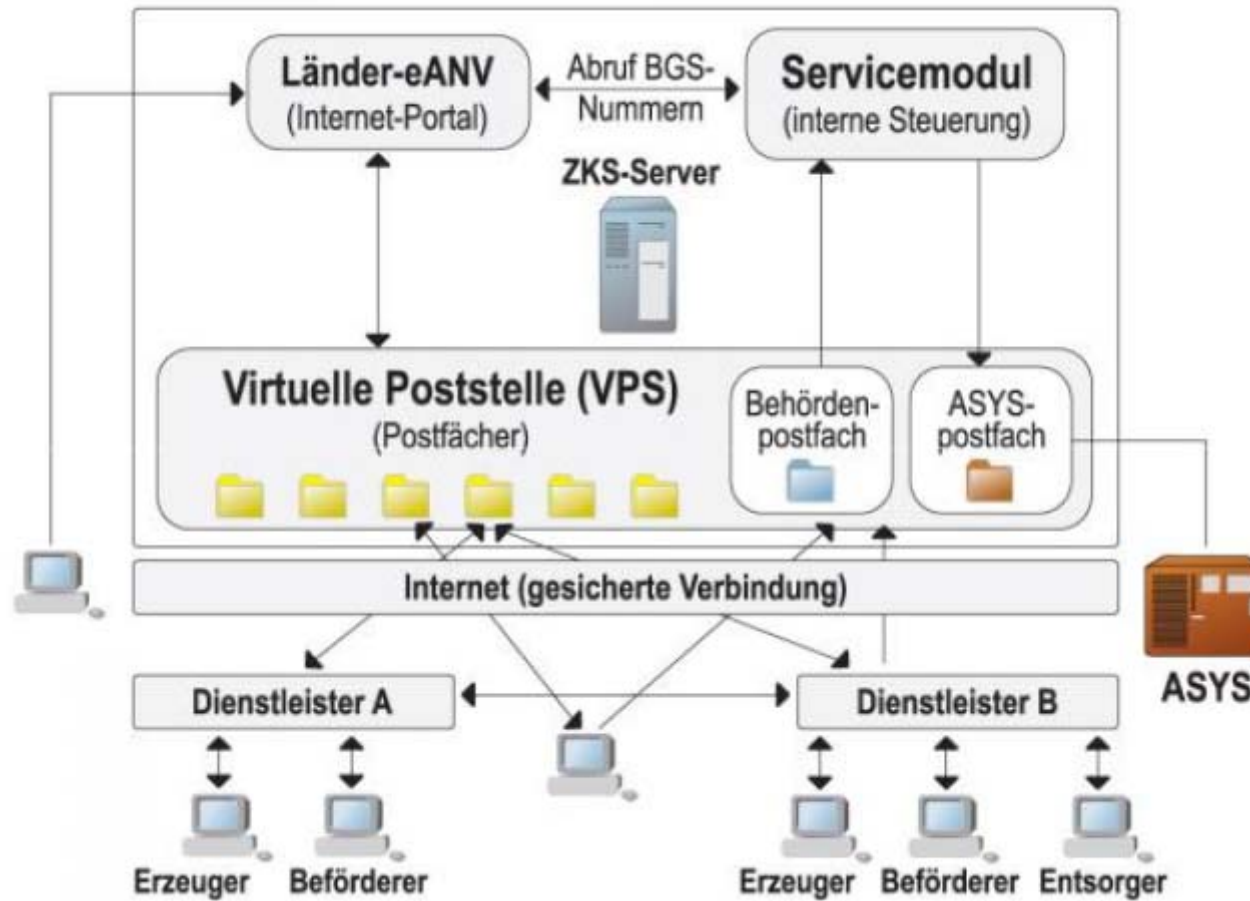 Länder-eANV
(Internet-Portal)
Abruf BGS-
Nummern
Servicemodul
(interne Steuerung)
ZKS-Server
Virtuelle Poststelle (VPS)
(Postfächer)
Behörden-
postfach
ASYS-
postfach
Internet (gesicherte Verbindung)
ASYS
Dienstleister A
Dienstleister B
Erzeuger
Beförderer
Erzeuger
Beförderer
Entsorger